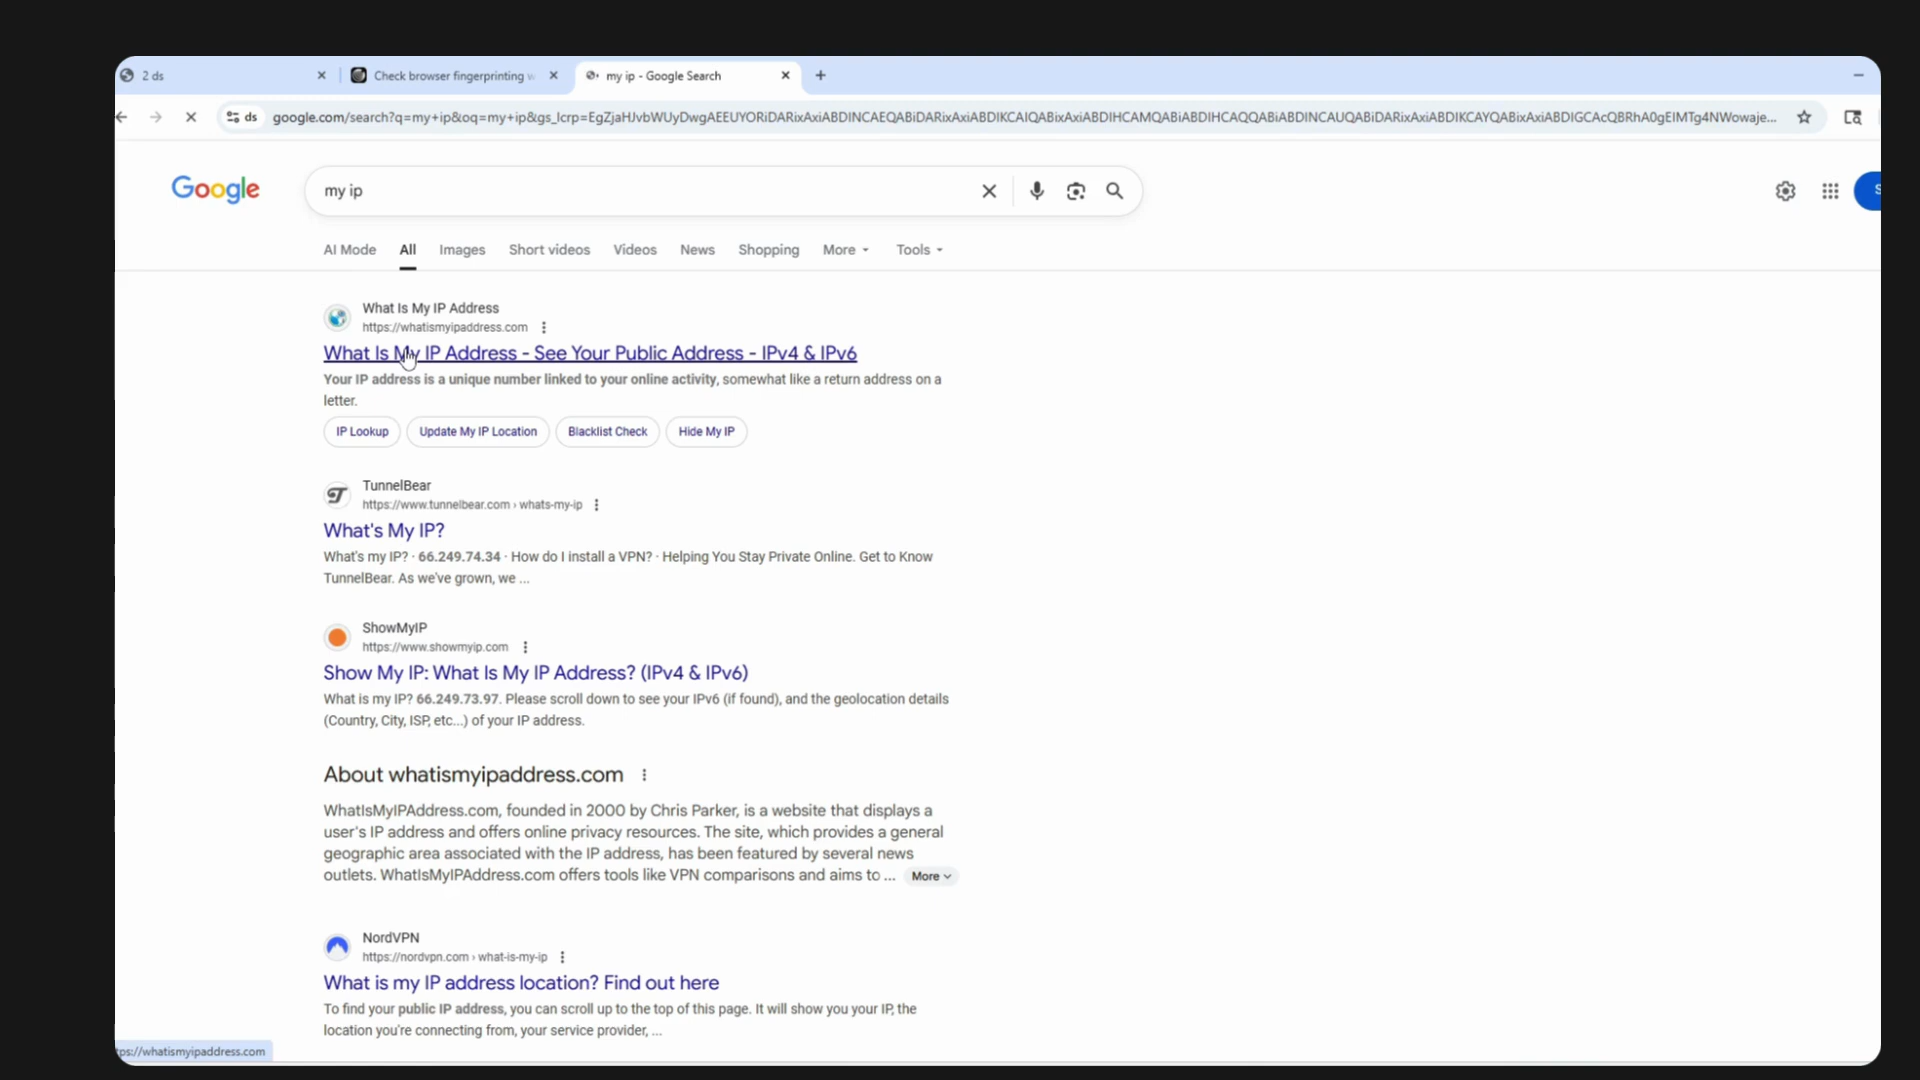 2 ds
Check browser fingerprinting w
my ip - Google Search
ds
google.com/search?q=my+ip&oq=my+ip&gs_lcrp=
Google
my ip
AI Mode
All
Images
Short videos
Videos
News
Shopping
More
Tools
What Is My IP Address
https://whatismyipaddress.com
What Is My IP Address - See Your Public Address - IPv4 & IPv6
Your IP address is a unique number linked to your online activity, somewhat like a return address on a
letter.
IP Lookup
Update My IP Location
Blacklist Check
Hide My IP
TunnelBear
https://www.tunnelbear.com › whats-my-ip
What's My IP?
What's my IP? · 66.249.74.34 · How do I install a VPN? · Helping You Stay Private Online. Get to Know
TunnelBear. As we've grown, we ...
ShowMyIP
https://www.showmyip.com
Show My IP: What Is My IP Address? (IPv4 & IPv6)
What is my IP? 66.249.73.97. Please scroll down to see your IPv6 (if found), and the geolocation details
(Country, City, ISP, etc...) of your IP address.
About whatismyipaddress.com
WhatIsMyIPAddress.com, founded in 2000 by Chris Parker, is a website that displays a
user's IP address and offers online privacy resources. The site, which provides a general
geographic area associated with the IP address, has been featured by several news
outlets. WhatIsMyIPAddress.com offers tools like VPN comparisons and aims to ... More
NordVPN
https://nordvpn.com › what-is-my-ip
What is my IP address location? Find out here
To find your public IP address, you can scroll up to the top of this page. It will show you your IP, the
location you're connecting from, your service provider, ...
tps://whatismyipaddress.com